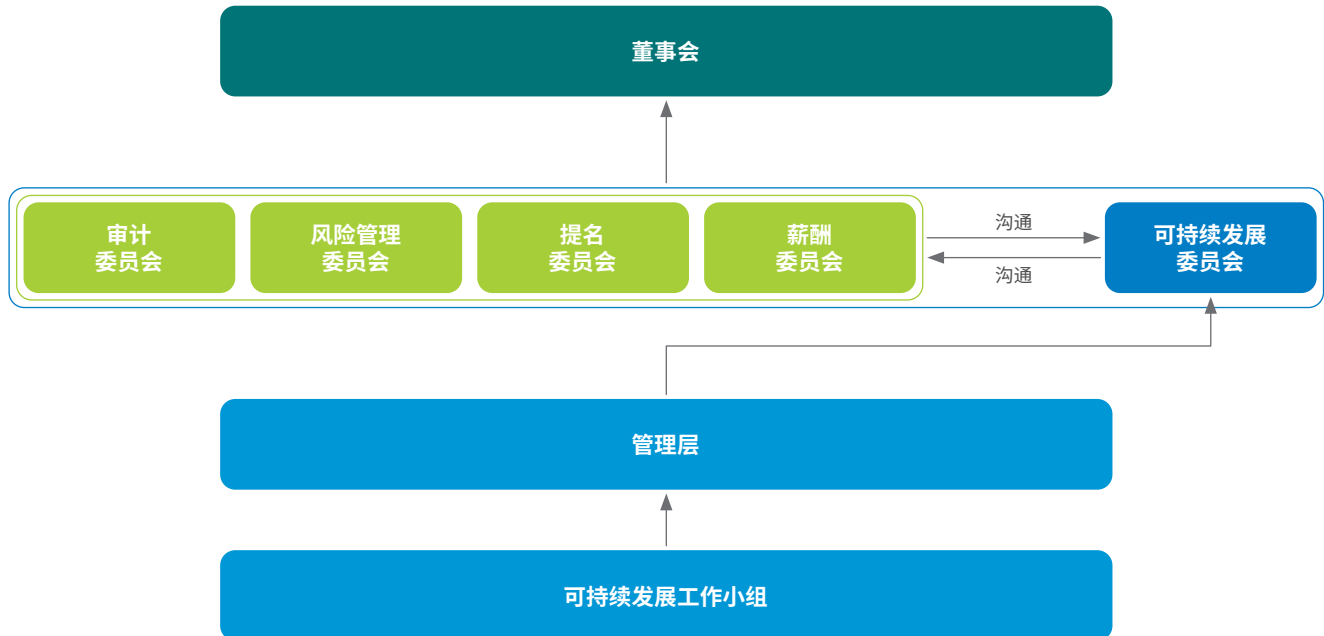 董事会
审计
委员会
风险管理
委员会
提名
委员会
薪酬
委员会
沟通
沟通
可持续发展
委员会
管理层
可持续发展工作小组